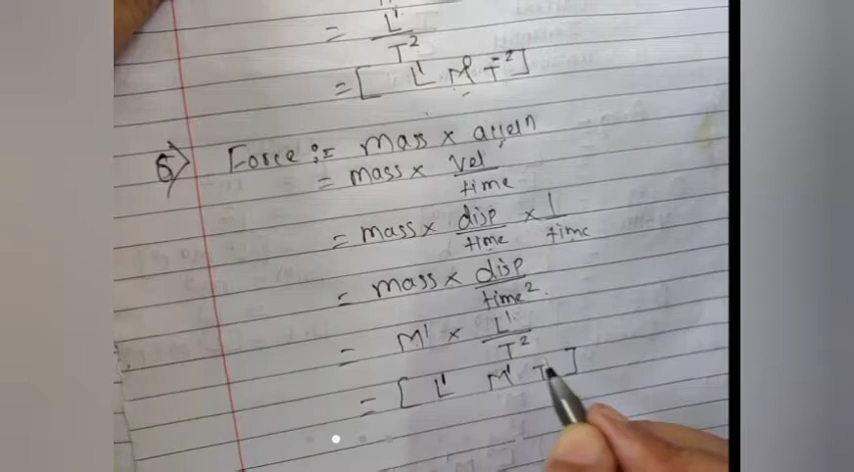 = L¹
T²
= [ L¹ M⁰ T⁻² ]
6) Force := mass × acceln
= mass × vel
time
= mass × disp × 1
time time
= mass × disp
time².
= M¹ × L¹
T²
= [ L¹ M¹ T ]